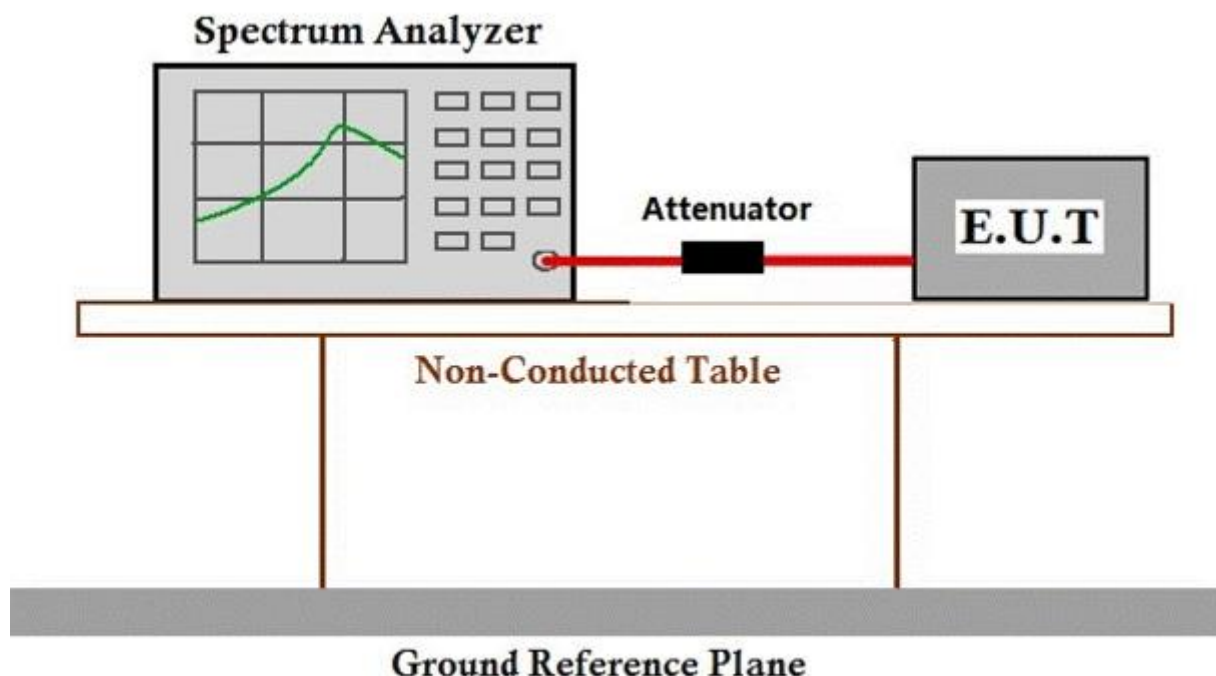 Spectrum Analyzer
Attenuator
E.U.T
Non-Conducted Table
Ground Reference Plane